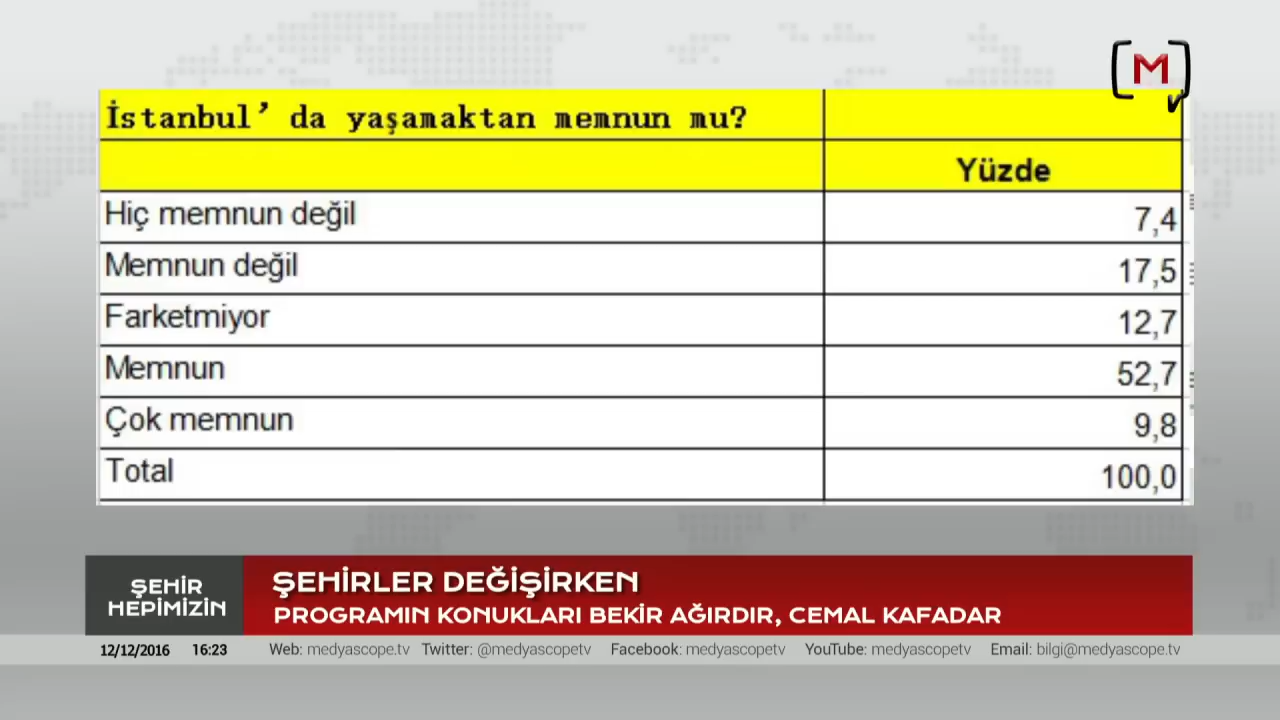 M
İstanbul’ da yaşamaktan memnun mu?
Yüzde
Hiç memnun değil 7,4
Memnun değil 17,5
Farketmiyor 12,7
Memnun 52,7
Çok memnun 9,8
Total 100,0
ŞEHİR HEPİMİZİN
ŞEHİRLER DEĞİŞİRKEN
PROGRAMIN KONUKLARI BEKİR AĞIRDIR, CEMAL KAFADAR
12/12/2016 16:23 Web: medyascope.tv Twitter: @medyascopetv Facebook: medyascopetv YouTube: medyascopetv Email: bilgi@medyascope.tv